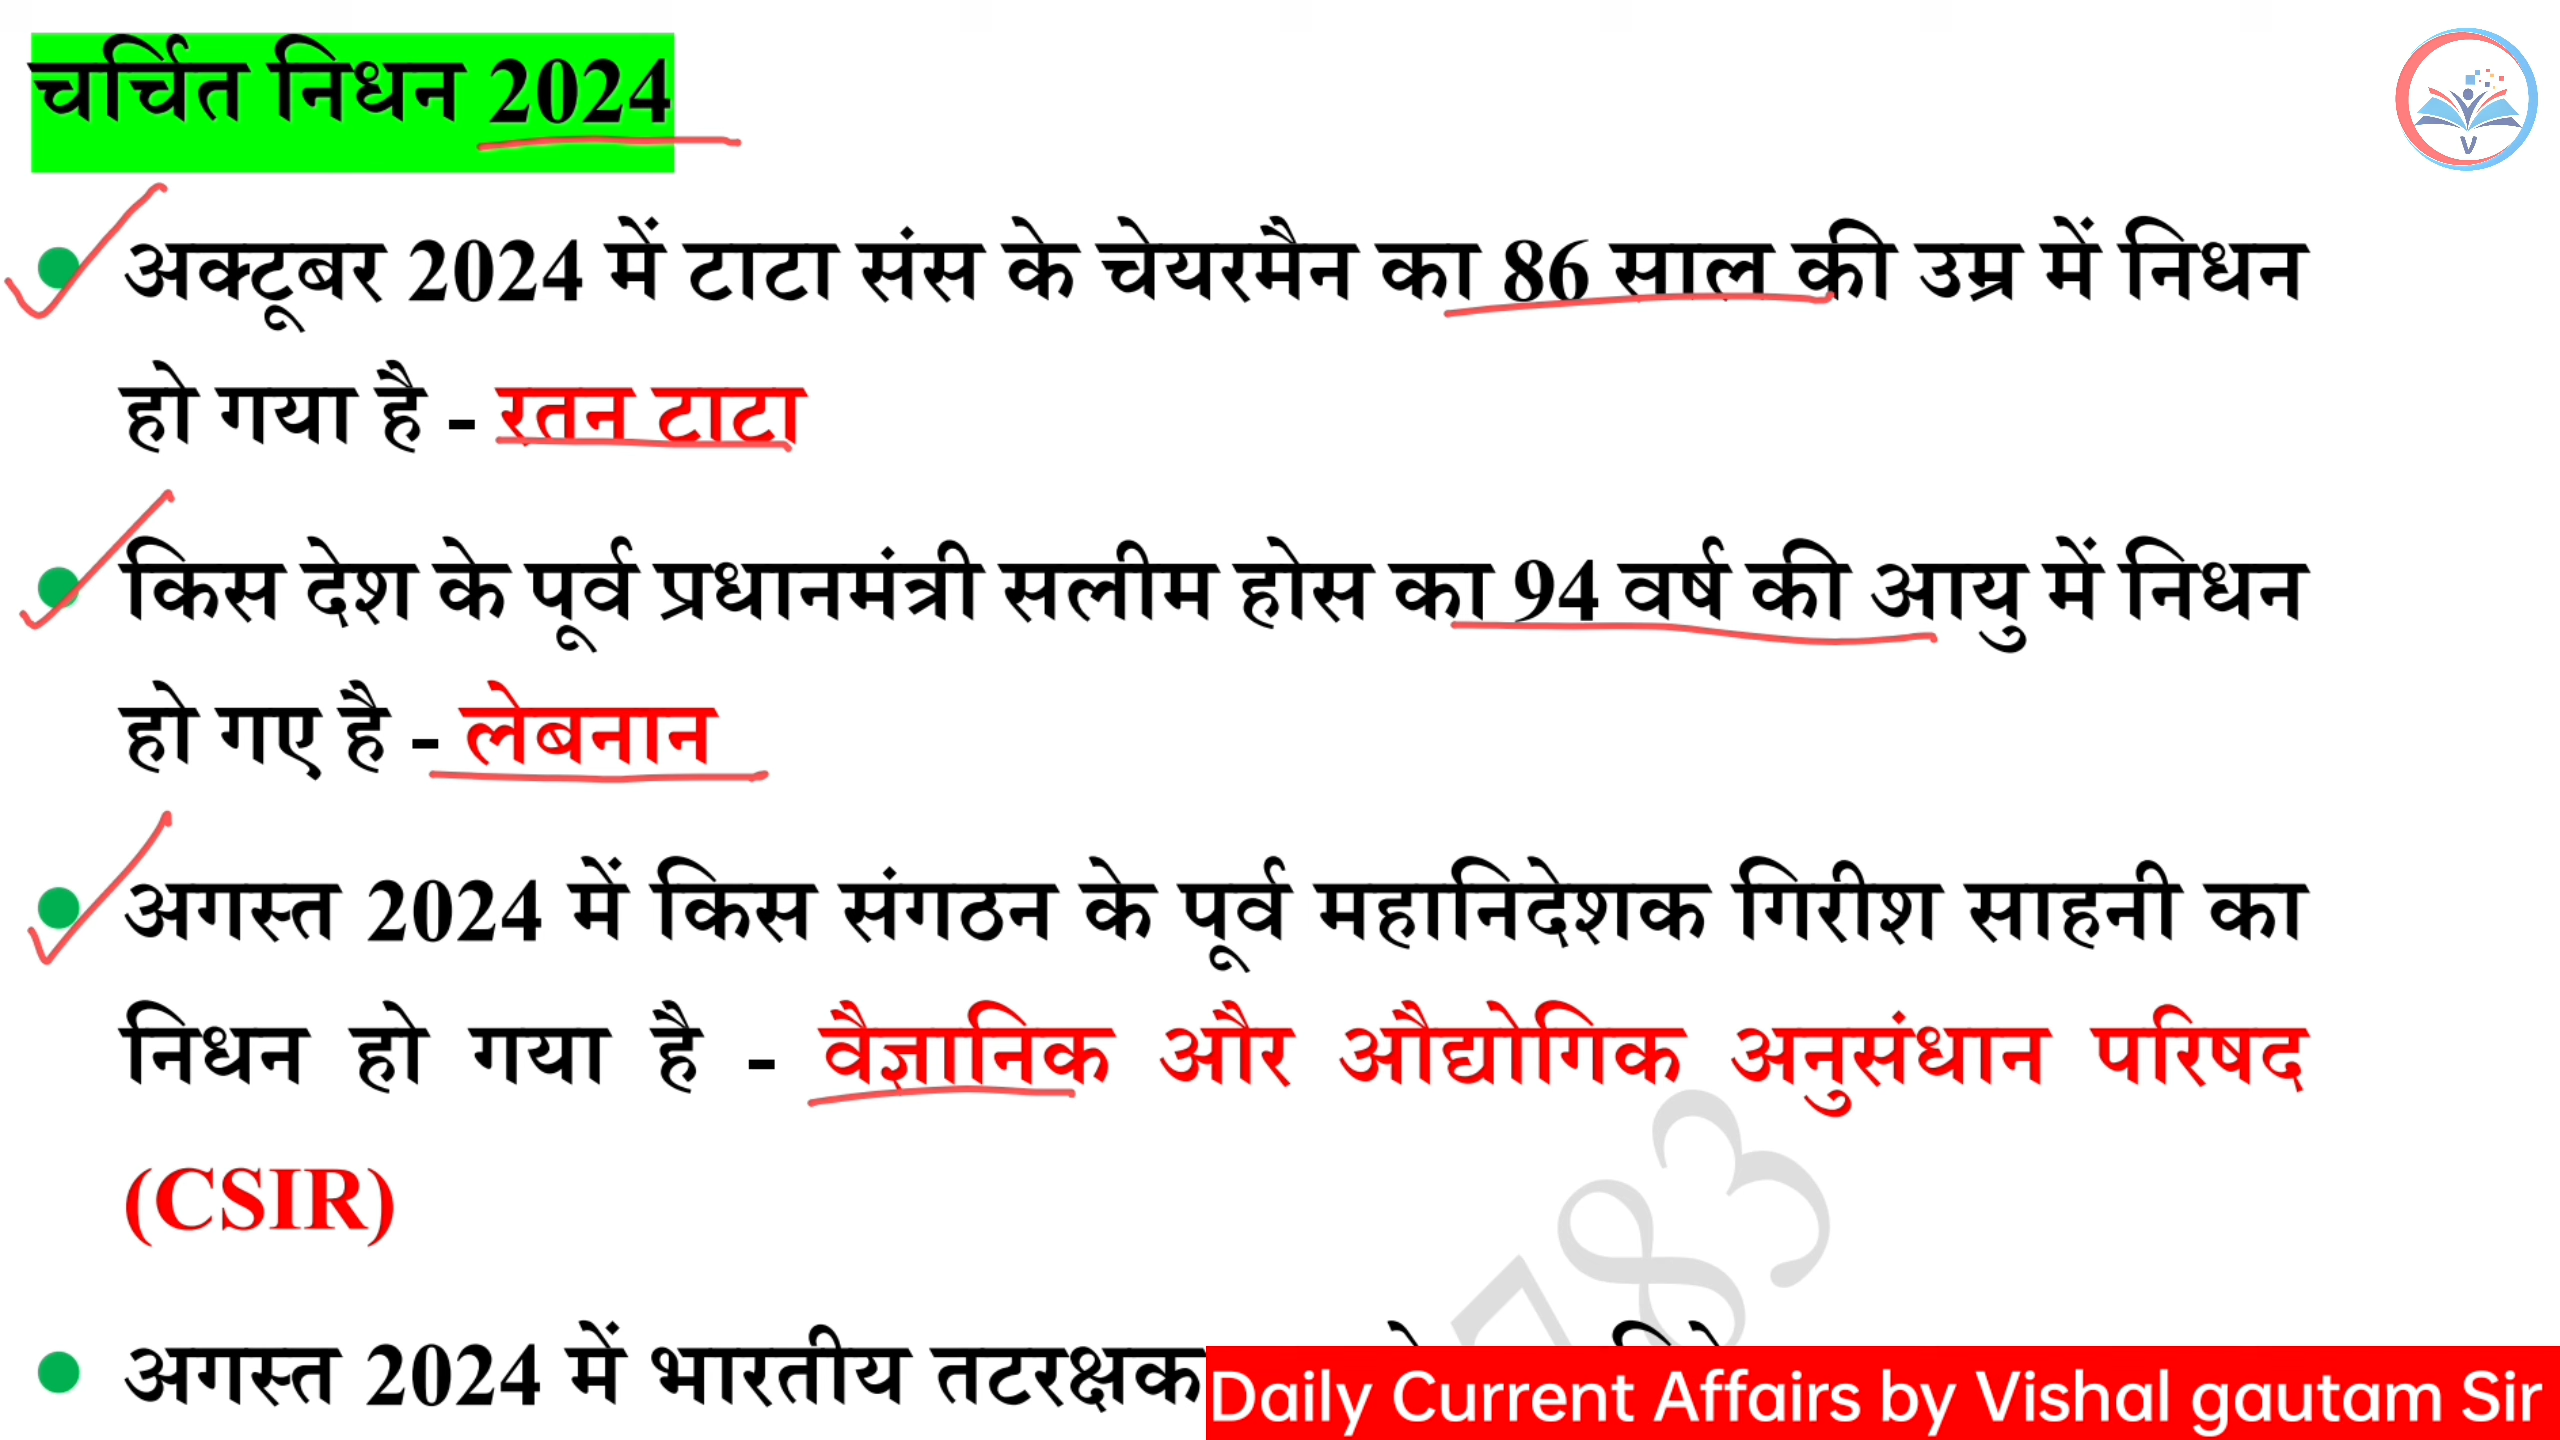 चर्चित निधन 2024
V
• अक्टूबर 2024 में टाटा संस के चेयरमैन का 86 साल की उम्र में निधन
हो गया है - रतन टाटा
• किस देश के पूर्व प्रधानमंत्री सलीम होस का 94 वर्ष की आयु में निधन
हो गए है - लेबनान
• अगस्त 2024 में किस संगठन के पूर्व महानिदेशक गिरीश साहनी का
निधन हो गया है - वैज्ञानिक और औद्योगिक अनुसंधान परिषद
(CSIR)
783
• अगस्त 2024 में भारतीय तटरक्षक
Daily Current Affairs by Vishal gautam Sir